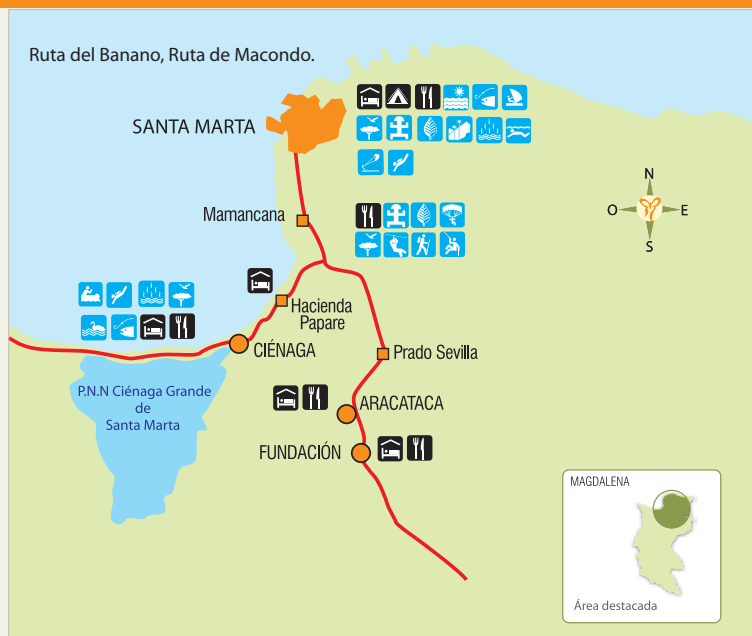 Ruta del Banano, Ruta de Macondo.
SANTA MARTA
N
O
E
S
Mamancana
Hacienda
Papare
CIÉNAGA
Prado Sevilla
P.N.N Ciénaga Grande
de
Santa Marta
ARACATACA
FUNDACIÓN
MAGDALENA
Área destacada